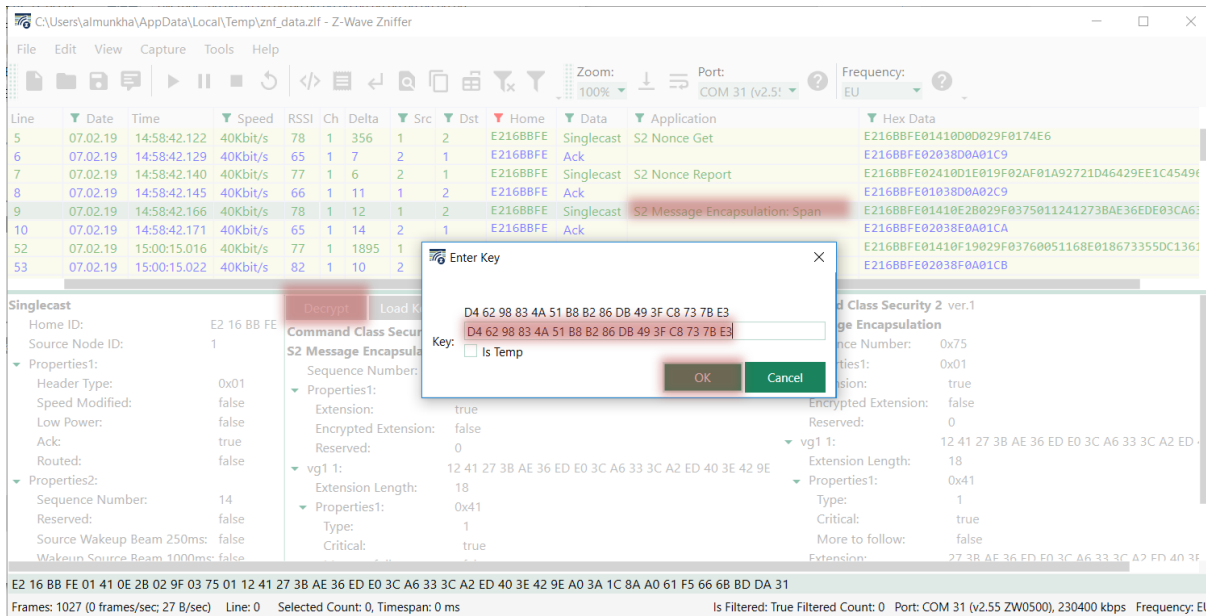 C:\Users\almunkha\AppData\Local\Temp\znf_data.zlf - Z-Wave Zniffer
File Edit View Capture Tools Help
Zoom: Port: Frequency:
100% COM 31 (v2.5! EU
Line Date Time Speed RSSI Ch Delta Src Dst Home Data Application Hex Data
5 07.02.19 14:58:42.122 40Kbit/s 78 1 356 1 2 E216BBFE Singlecast S2 Nonce Get E216BBFE01410D0D029F0174E6
6 07.02.19 14:58:42.129 40Kbit/s 65 1 7 2 1 E216BBFE Ack E216BBFE02038D0A01C9
7 07.02.19 14:58:42.140 40Kbit/s 77 1 6 2 1 E216BBFE Singlecast S2 Nonce Report E216BBFE02410D1E019F02AF01A92721D46429EE1C45496
8 07.02.19 14:58:42.145 40Kbit/s 66 1 11 1 2 E216BBFE Ack E216BBFE01038D0A02C9
9 07.02.19 14:58:42.166 40Kbit/s 78 1 12 1 2 E216BBFE Singlecast S2 Message Encapsulation: Span E216BBFE01410E2B029F0375011241273BAE36EDE03CA63
10 07.02.19 14:58:42.171 40Kbit/s 65 1 14 2 1 E216BBFE Ack E216BBFE02038E0A01CA
52 07.02.19 15:00:15.016 40Kbit/s 77 1 1895 1 E216BBFE01410F19029F03760051168E018673355DC1361
53 07.02.19 15:00:15.022 40Kbit/s 82 1 10 2 E216BBFE02038F0A01CB
Enter Key
D4 62 98 83 4A 51 B8 B2 86 DB 49 3F C8 73 7B E3
Key: D4 62 98 83 4A 51 B8 B2 86 DB 49 3F C8 73 7B E3
Is Temp
OK Cancel
Singlecast
Home ID: E2 16 BB FE
Source Node ID: 1
Properties1:
Header Type: 0x01
Speed Modified: false
Low Power: false
Ack: true
Routed: false
Properties2:
Sequence Number: 14
Reserved: false
Source Wakeup Beam 250ms: false
Wakeup Source Beam 1000ms: false
Decrypt Load K
Command Class Secur
S2 Message Encapsula
Sequence Number:
Properties1:
Extension: true
Encrypted Extension: false
Reserved: 0
vg1 1: 12 41 27 3B AE 36 ED E0 3C A6 33 3C A2 ED 40 3E 42 9E
Extension Length: 18
Properties1: 0x41
Type: 1
Critical: true
d Class Security 2 ver.1
ge Encapsulation
nce Number: 0x75
ties1: 0x01
nsion: true
Encrypted Extension: false
Reserved: 0
vg1 1: 12 41 27 3B AE 36 ED E0 3C A6 33 3C A2 ED
Extension Length: 18
Properties1: 0x41
Type: 1
Critical: true
More to follow: false
Extension: 27 3B AE 36 ED E0 3C A6 33 3C A2 ED 40 3E
E2 16 BB FE 01 41 0E 2B 02 9F 03 75 01 12 41 27 3B AE 36 ED E0 3C A6 33 3C A2 ED 40 3E 42 9E A0 3A 1C 8A A0 61 F5 66 6B BD DA 31
Frames: 1027 (0 frames/sec; 27 B/sec) Line: 0 Selected Count: 0, Timespan: 0 ms Is Filtered: True Filtered Count: 0 Port: COM 31 (v2.55 ZW0500), 230400 kbps Frequency: EU